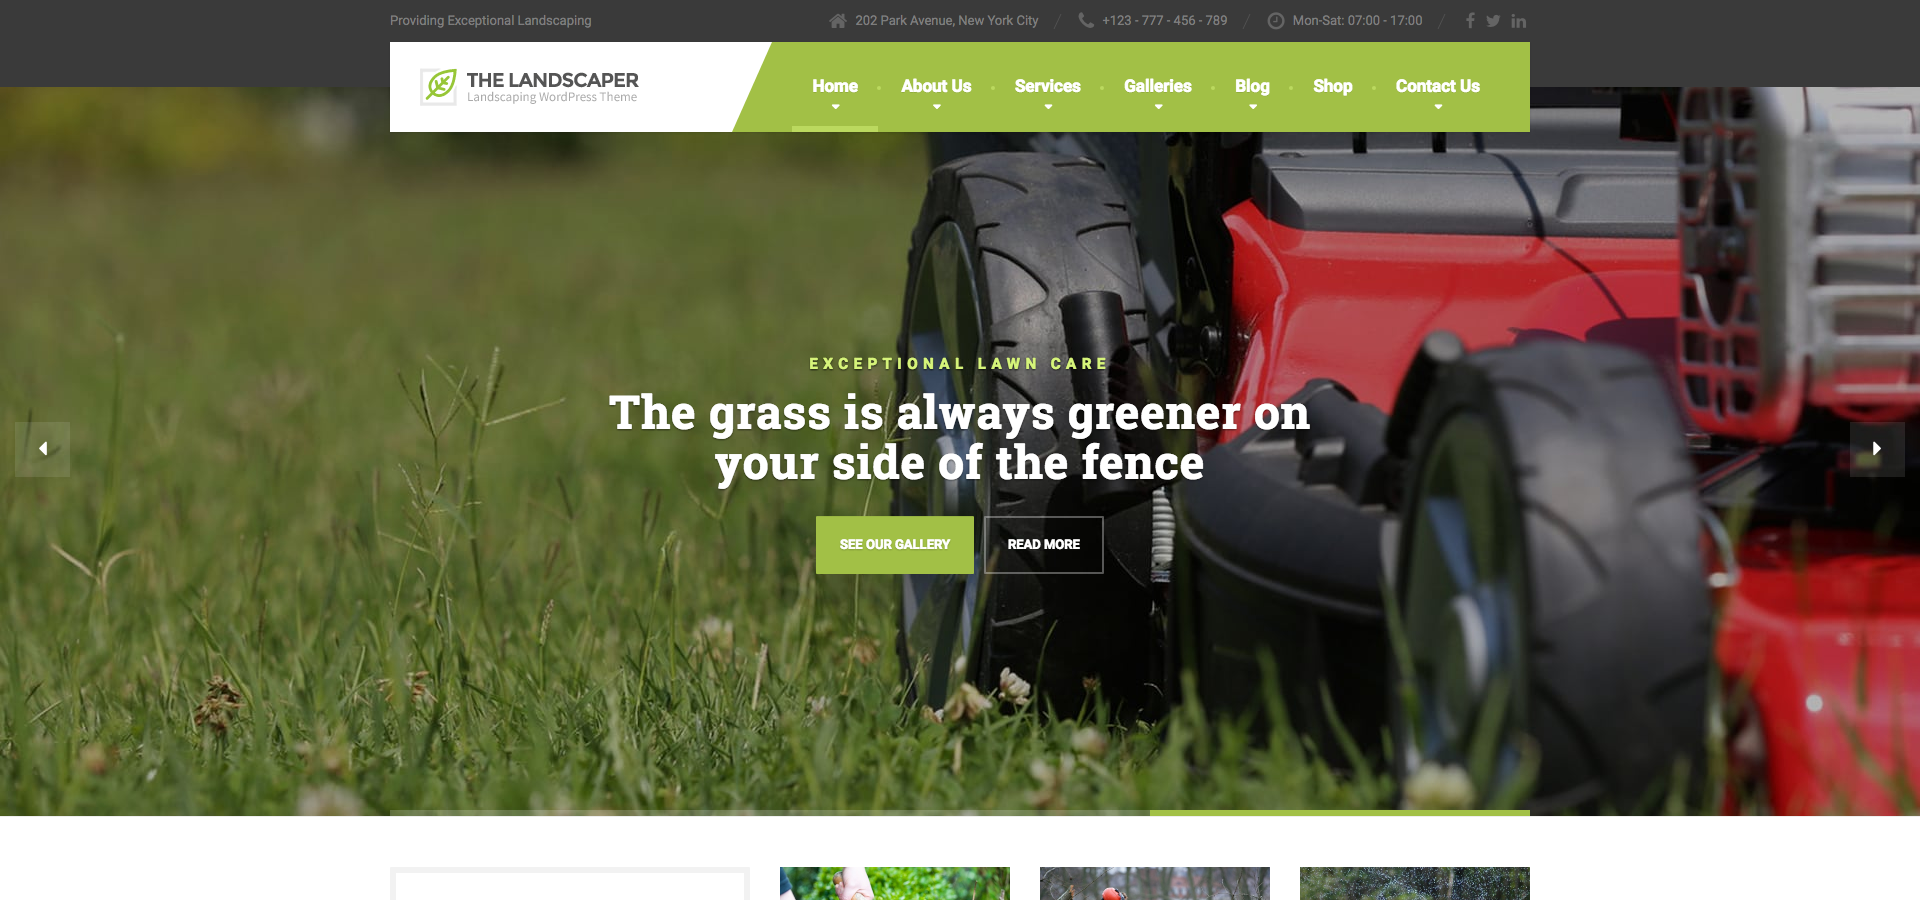 Providing Exceptional Landscaping
202 Park Avenue, New York City / +123 - 777 - 456 - 789 / Mon-Sat: 07:00 - 17:00 /
THE LANDSCAPER
Landscaping WordPress Theme
Home About Us Services Galleries Blog Shop Contact Us
EXCEPTIONAL LAWN CARE
The grass is always greener on
your side of the fence
SEE OUR GALLERY READ MORE